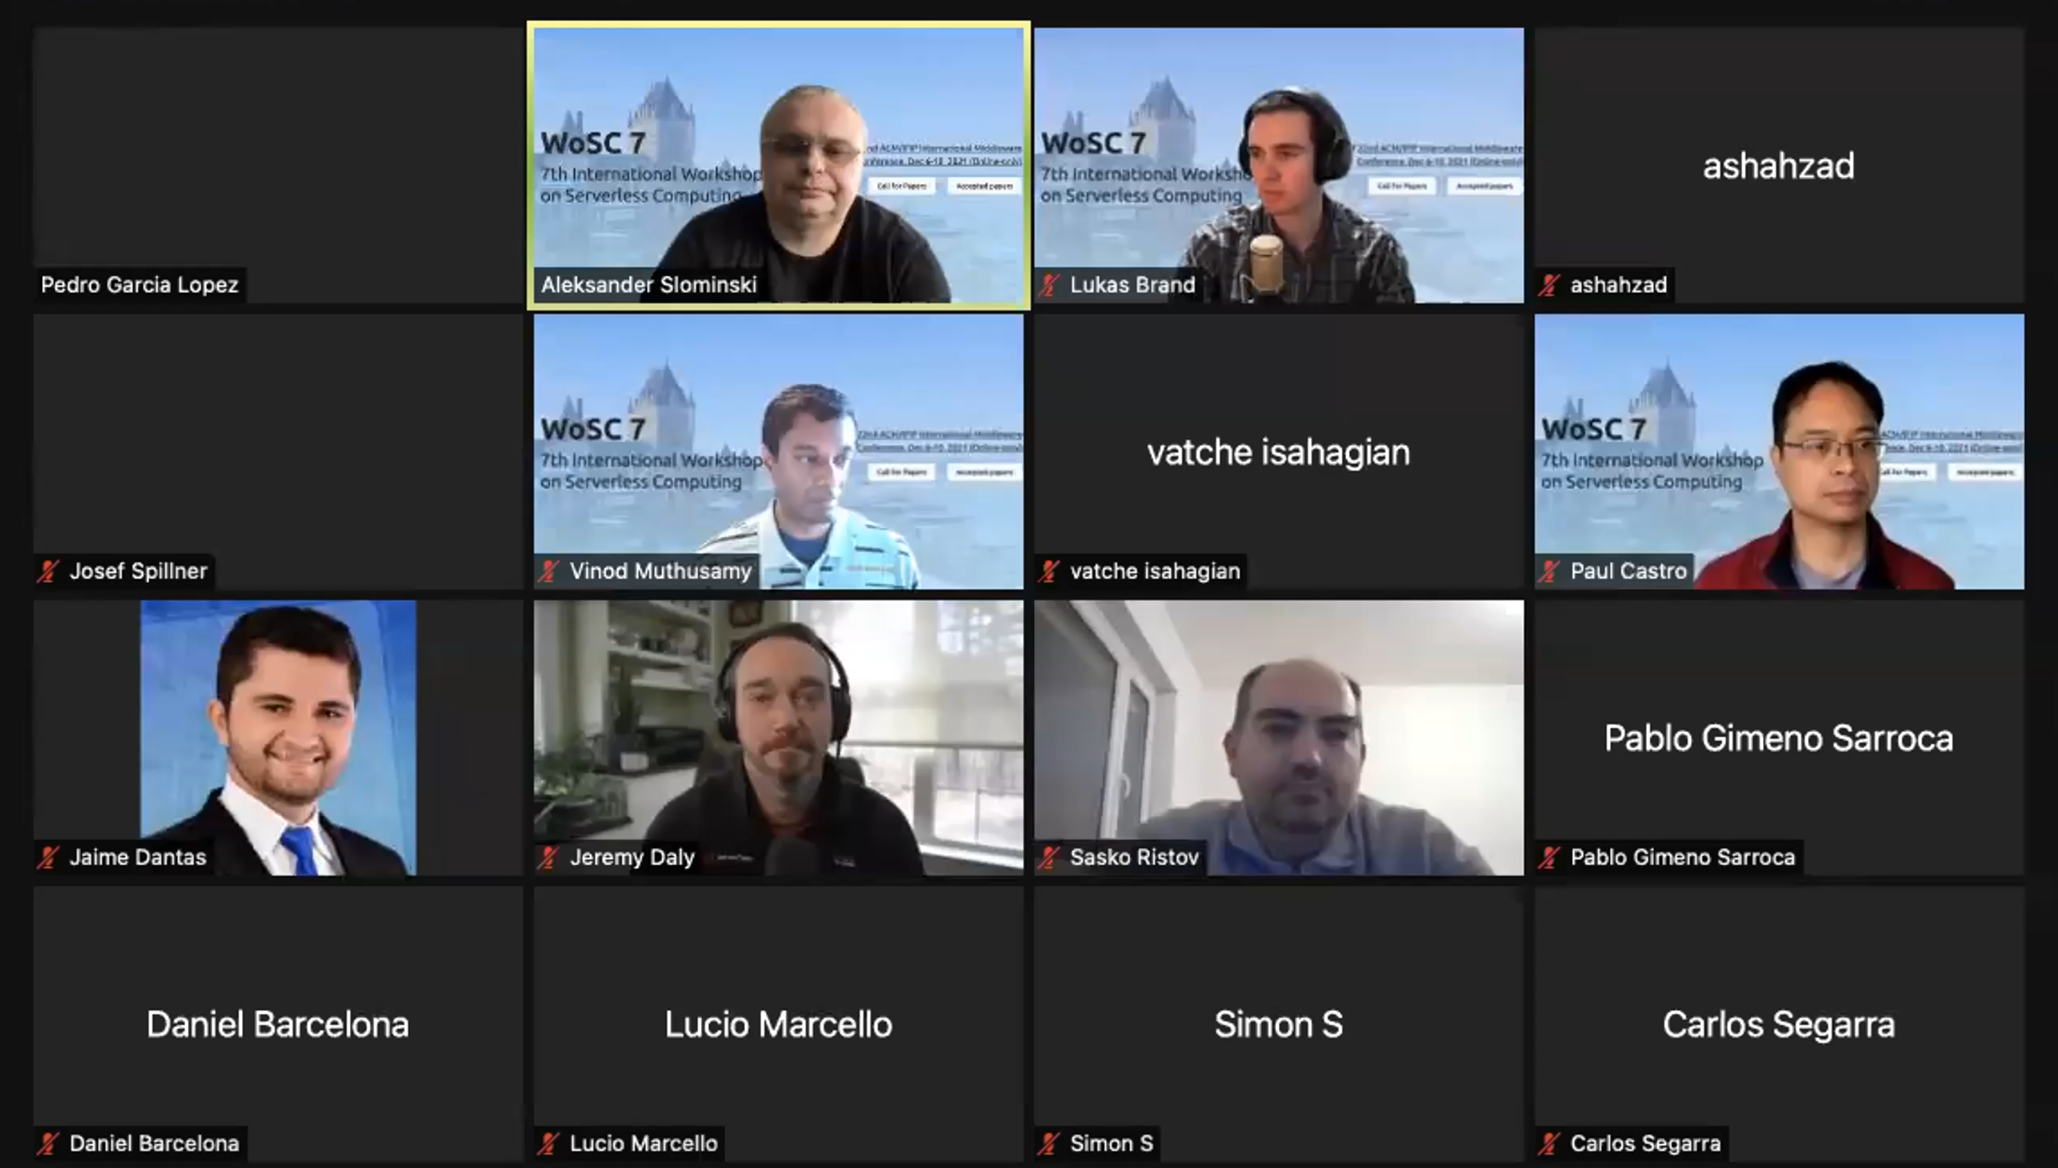 WoSC 7
7th International Workshop
on Serverless Computing
Call for Papers
Accepted papers
Pedro Garcia Lopez
Aleksander Slominski
WoSC 7
7th International Worksho
on Serverless Computing
22nd ACM/IFIP International Middleware
Conference, Dec 6-10, 2021 (Online-only)
Call for Papers
Accepted papers
Lukas Brand
ashahzad
ashahzad
Josef Spillner
WoSC 7
7th International Workshop
on Serverless Computing
22nd ACM/IFIP International Middleware
Conference, Dec 6-10, 2021 (Online-only)
Call for Papers
Accepted papers
Vinod Muthusamy
vatche isahagian
vatche isahagian
WoSC 7
7th International Workshop
on Serverless Computing
Accepted papers
Paul Castro
Jaime Dantas
Jeremy Daly
Sasko Ristov
Pablo Gimeno Sarroca
Pablo Gimeno Sarroca
Daniel Barcelona
Daniel Barcelona
Lucio Marcello
Lucio Marcello
Simon S
Simon S
Carlos Segarra
Carlos Segarra